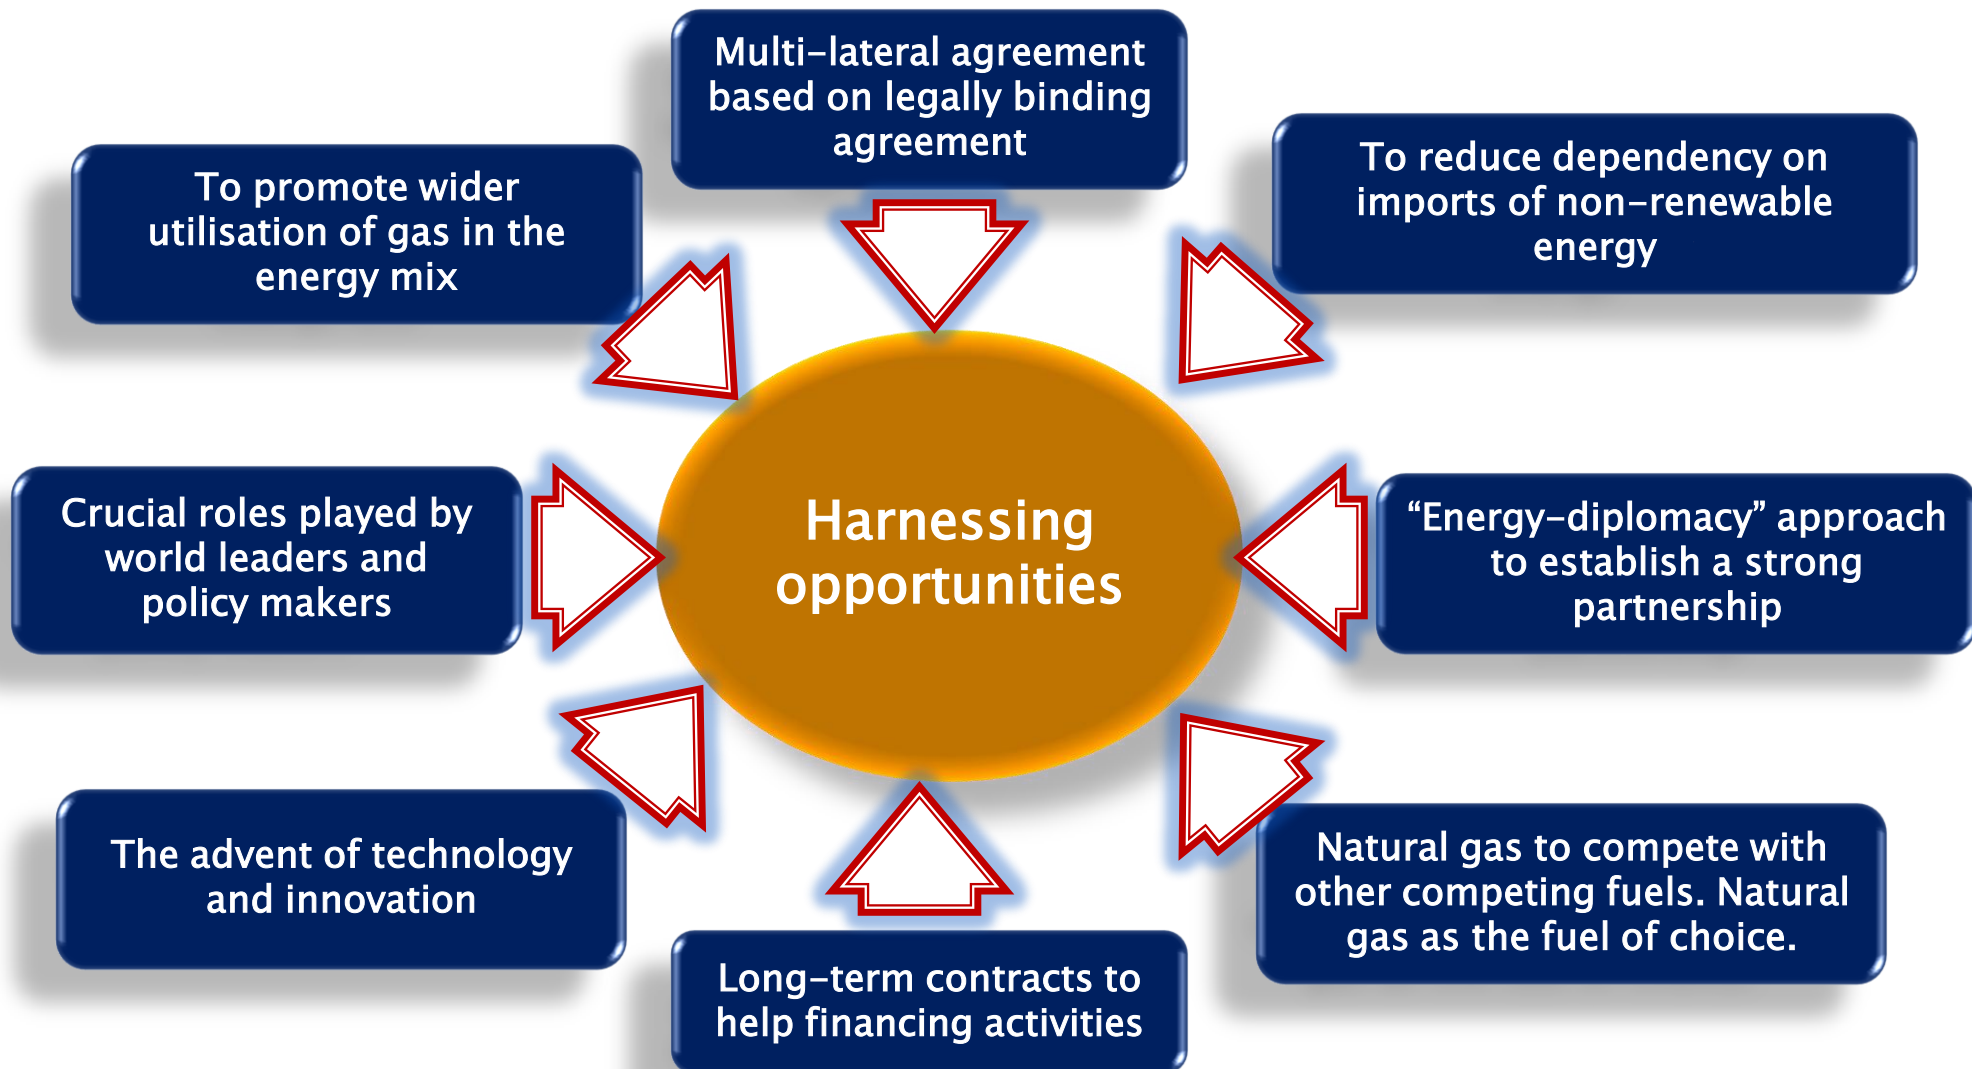 Multi-lateral agreement
based on legally binding
agreement
To promote wider
utilisation of gas in the
energy mix
To reduce dependency on
imports of non-renewable
energy
Crucial roles played by
world leaders and
policy makers
Harnessing
opportunities
“Energy-diplomacy” approach
to establish a strong
partnership
The advent of technology
and innovation
Natural gas to compete with
other competing fuels. Natural
gas as the fuel of choice.
Long-term contracts to
help financing activities